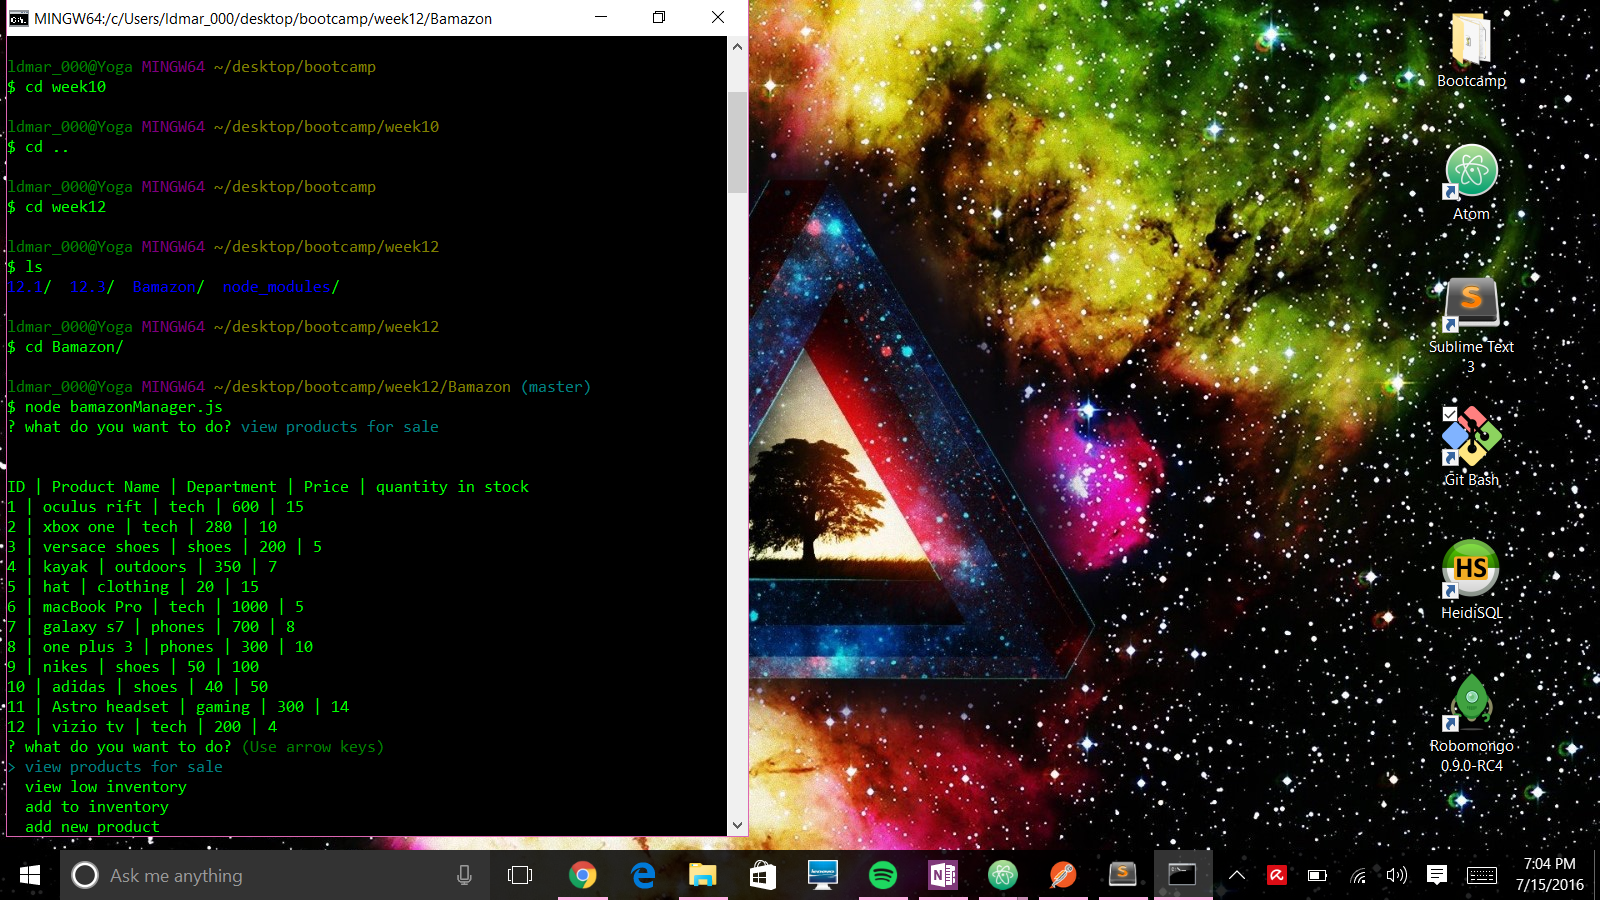 MINGW64:/c/Users/ldmar_000/desktop/bootcamp/week12/Bamazon
ldmar_000@Yoga MINGW64 ~/desktop/bootcamp
$ cd week10
ldmar_000@Yoga MINGW64 ~/desktop/bootcamp/week10
$ cd ..
ldmar_000@Yoga MINGW64 ~/desktop/bootcamp
$ cd week12
ldmar_000@Yoga MINGW64 ~/desktop/bootcamp/week12
$ ls
12.1/  12.3/  Bamazon/  node_modules/
ldmar_000@Yoga MINGW64 ~/desktop/bootcamp/week12
$ cd Bamazon/
ldmar_000@Yoga MINGW64 ~/desktop/bootcamp/week12/Bamazon (master)
$ node bamazonManager.js
? what do you want to do? view products for sale
ID | Product Name | Department | Price | quantity in stock
1 | oculus rift | tech | 600 | 15
2 | xbox one | tech | 280 | 10
3 | versace shoes | shoes | 200 | 5
4 | kayak | outdoors | 350 | 7
5 | hat | clothing | 20 | 15
6 | macBook Pro | tech | 1000 | 5
7 | galaxy s7 | phones | 700 | 8
8 | one plus 3 | phones | 300 | 10
9 | nikes | shoes | 50 | 100
10 | adidas | shoes | 40 | 50
11 | Astro headset | gaming | 300 | 14
12 | vizio tv | tech | 200 | 4
? what do you want to do? (Use arrow keys)
> view products for sale
view low inventory
add to inventory
add new product
Bootcamp
Atom
S
Sublime Text
3
Git Bash
HS
HeidiSQL
Robomongo
0.9.0-RC4
Ask me anything
7:04 PM
7/15/2016